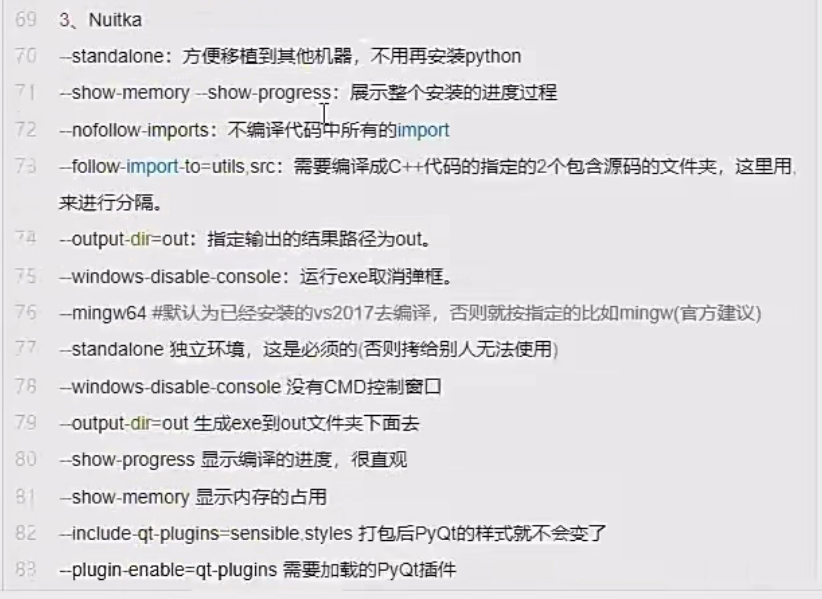 69 3、Nuitka
70 --standalone：方便移植到其他机器，不用再安装python
71 --show-memory --show-progress：展示整个安装的进度过程
72 --nofollow-imports：不编译代码中所有的import
73 --follow-import-to=utils,src：需要编译成C++代码的指定的2个包含源码的文件夹，这里用,
来进行分隔。
74 --output-dir=out：指定输出的结果路径为out。
75 --windows-disable-console：运行exe取消弹框。
76 --mingw64 #默认为已经安装的vs2017去编译，否则就按指定的比如mingw(官方建议)
77 --standalone 独立环境，这是必须的(否则拷给别人无法使用)
78 --windows-disable-console 没有CMD控制窗口
79 --output-dir=out 生成exe到out文件夹下面去
80 --show-progress 显示编译的进度，很直观
81 --show-memory 显示内存的占用
82 --include-qt-plugins=sensible,styles 打包后PyQt的样式就不会变了
83 --plugin-enable=qt-plugins 需要加载的PyQt插件